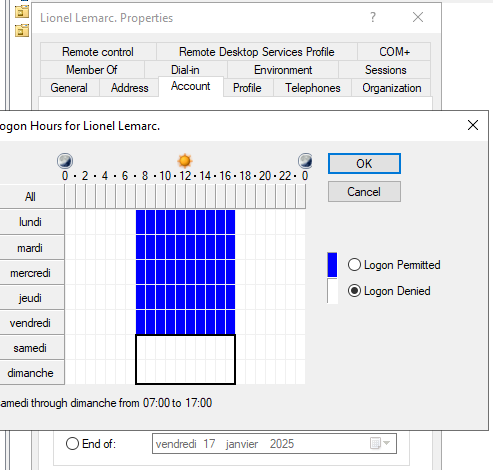 Lionel Lemarc. Properties
?
Remote control Remote Desktop Services Profile COM+
Member Of Dial-in Environment Sessions
General Address Account Profile Telephones Organization
ogon Hours for Lionel Lemarc.
0 · 2 · 4 · 6 · 8 · 10 · 12 · 14 · 16 · 18 · 20 · 22 · 0
All
lundi
mardi
mercredi
jeudi
vendredi
samedi
dimanche
OK
Cancel
Logon Permitted
Logon Denied
amedi through dimanche from 07:00 to 17:00
End of: vendredi 17 janvier 2025